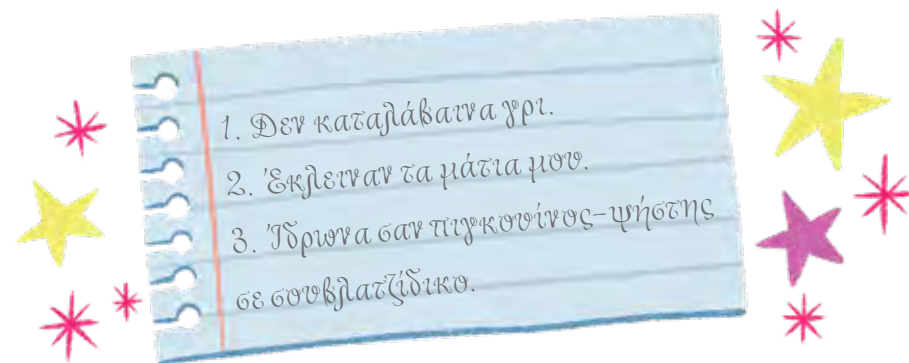 1. Δεν καταλάβαινα γρι.
2. Έκλειναν τα μάτια μου.
3. Ίδρωνα σαν πιγκουίνος-ψήστης
σε σουβλατζίδικο.